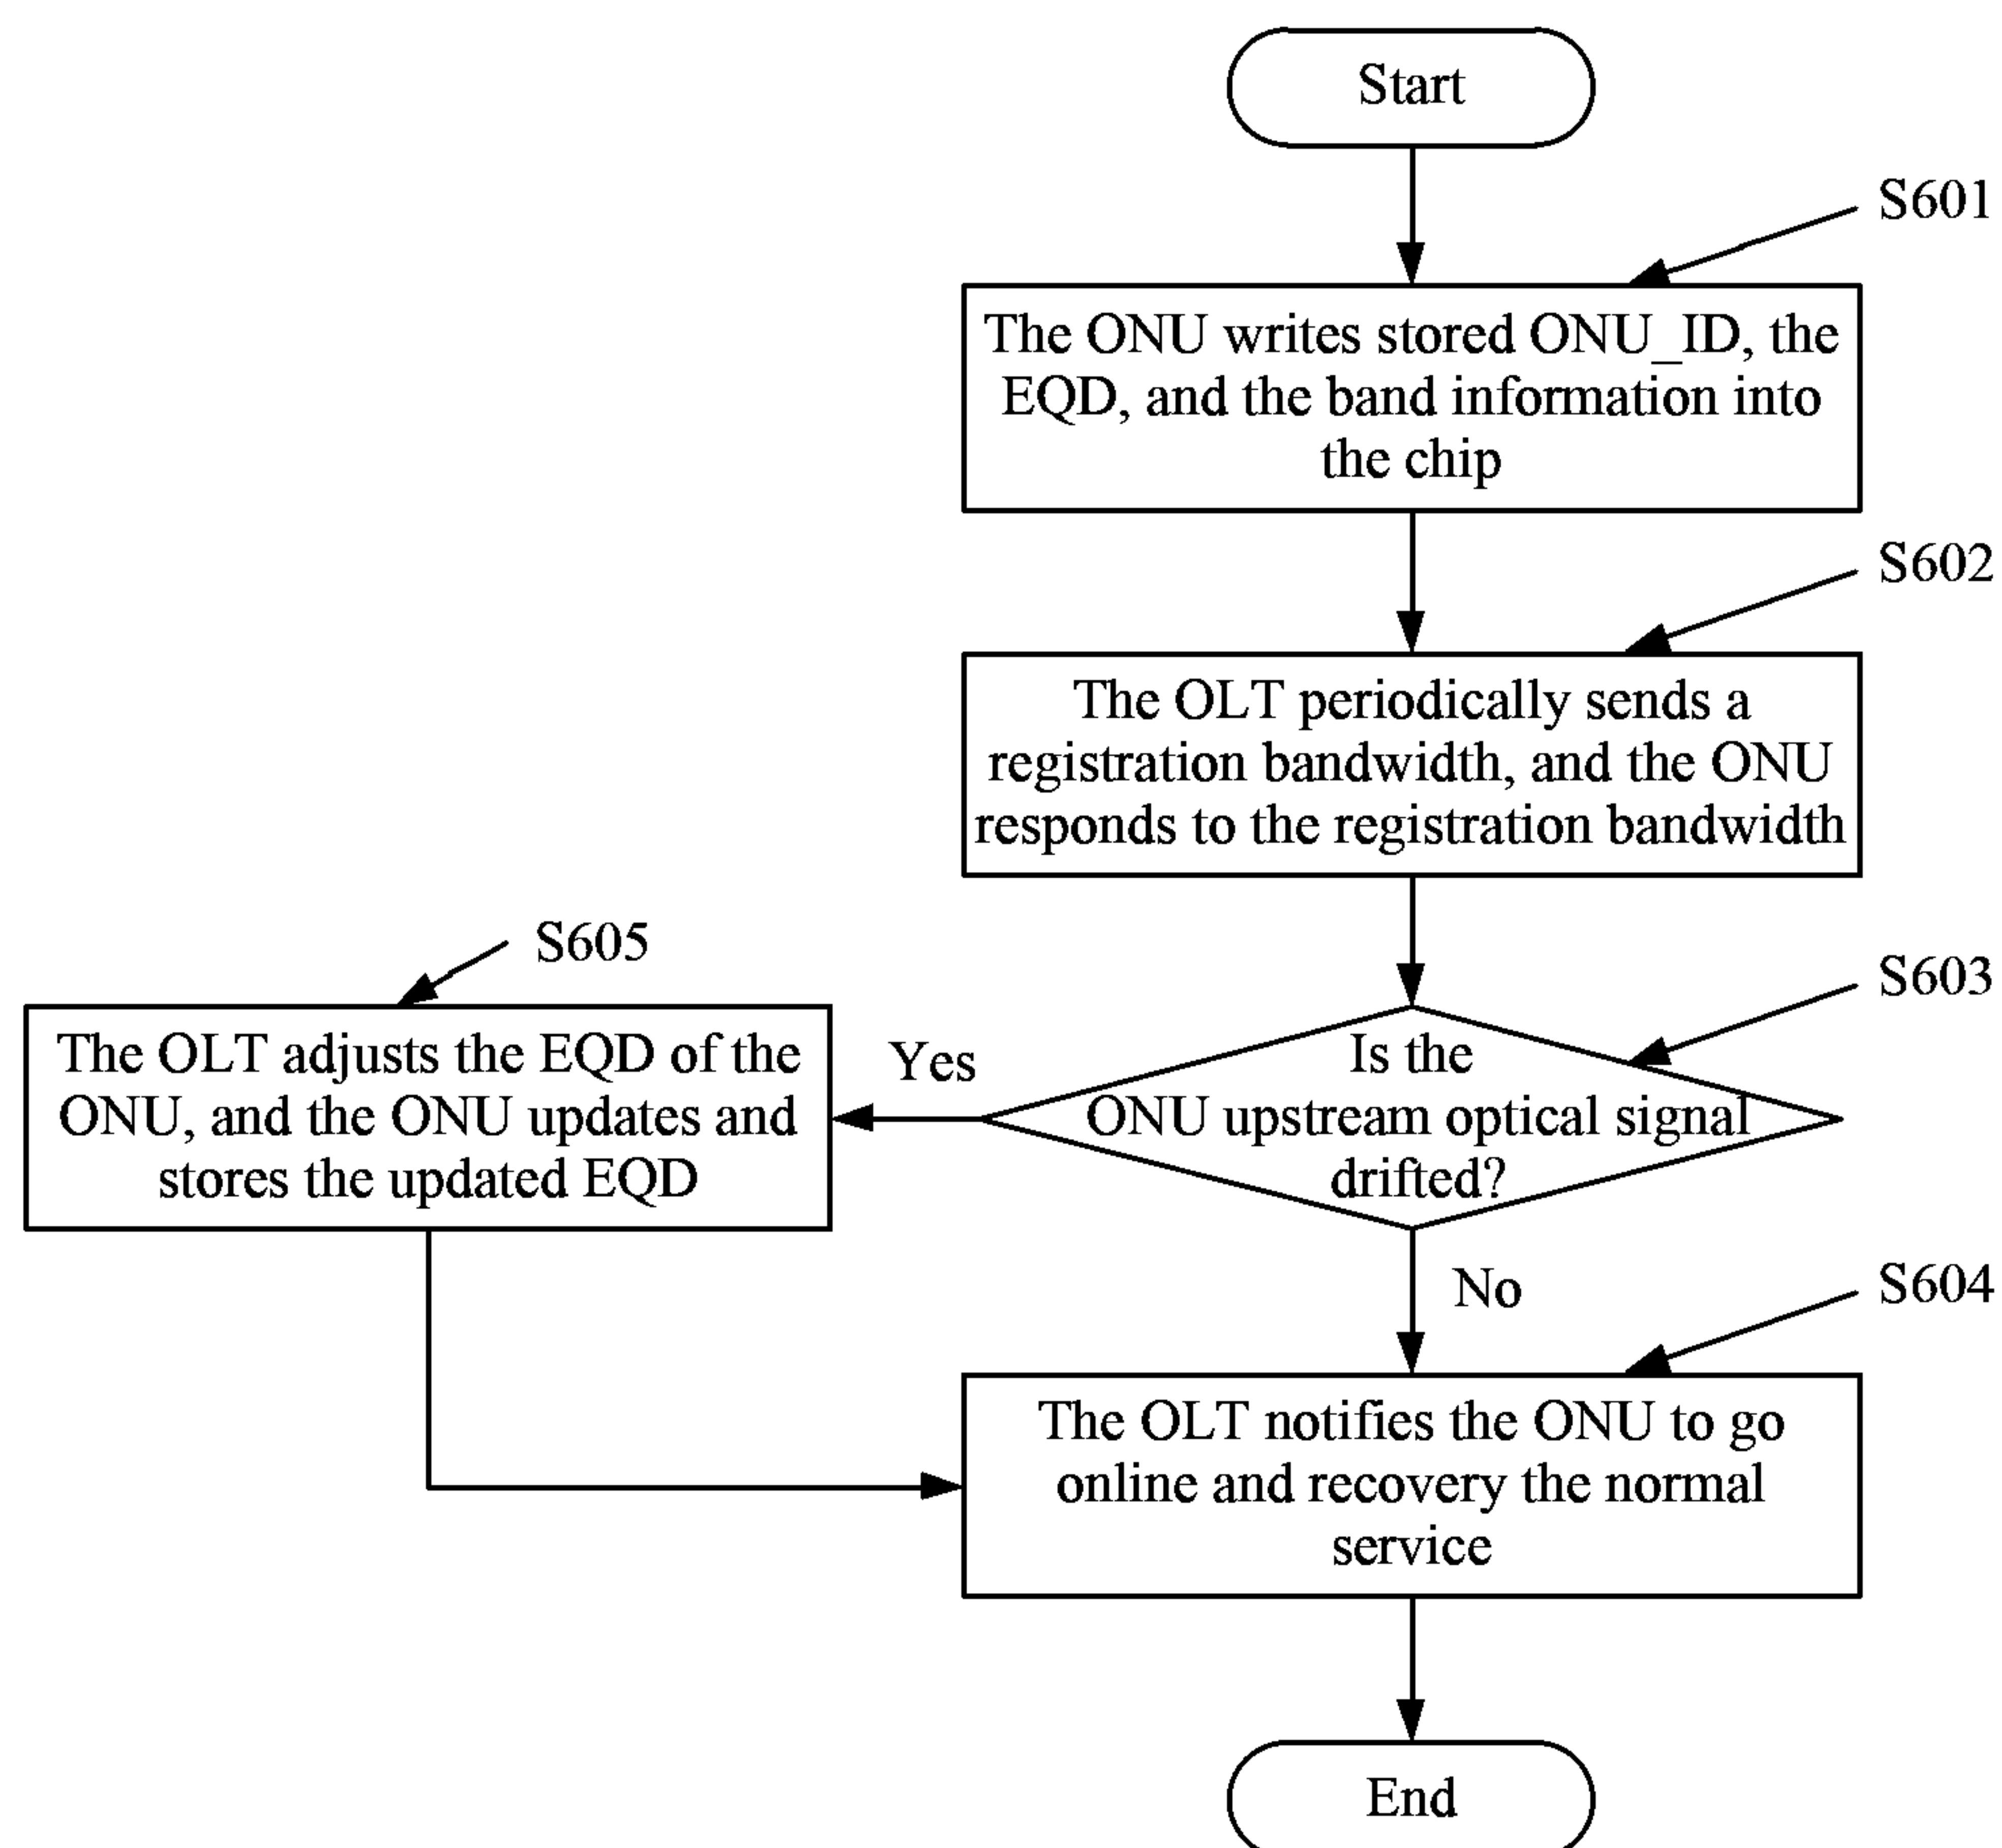 Start
S601
The ONU writes stored ONU_ID, the
EQD, and the band information into
the chip
S602
The OLT periodically sends a
registration bandwidth, and the ONU
responds to the registration bandwidth
S603
Is the
ONU upstream optical signal
drifted?
Yes
S605
The OLT adjusts the EQD of the
ONU, and the ONU updates and
stores the updated EQD
No
S604
The OLT notifies the ONU to go
online and recovery the normal
service
End